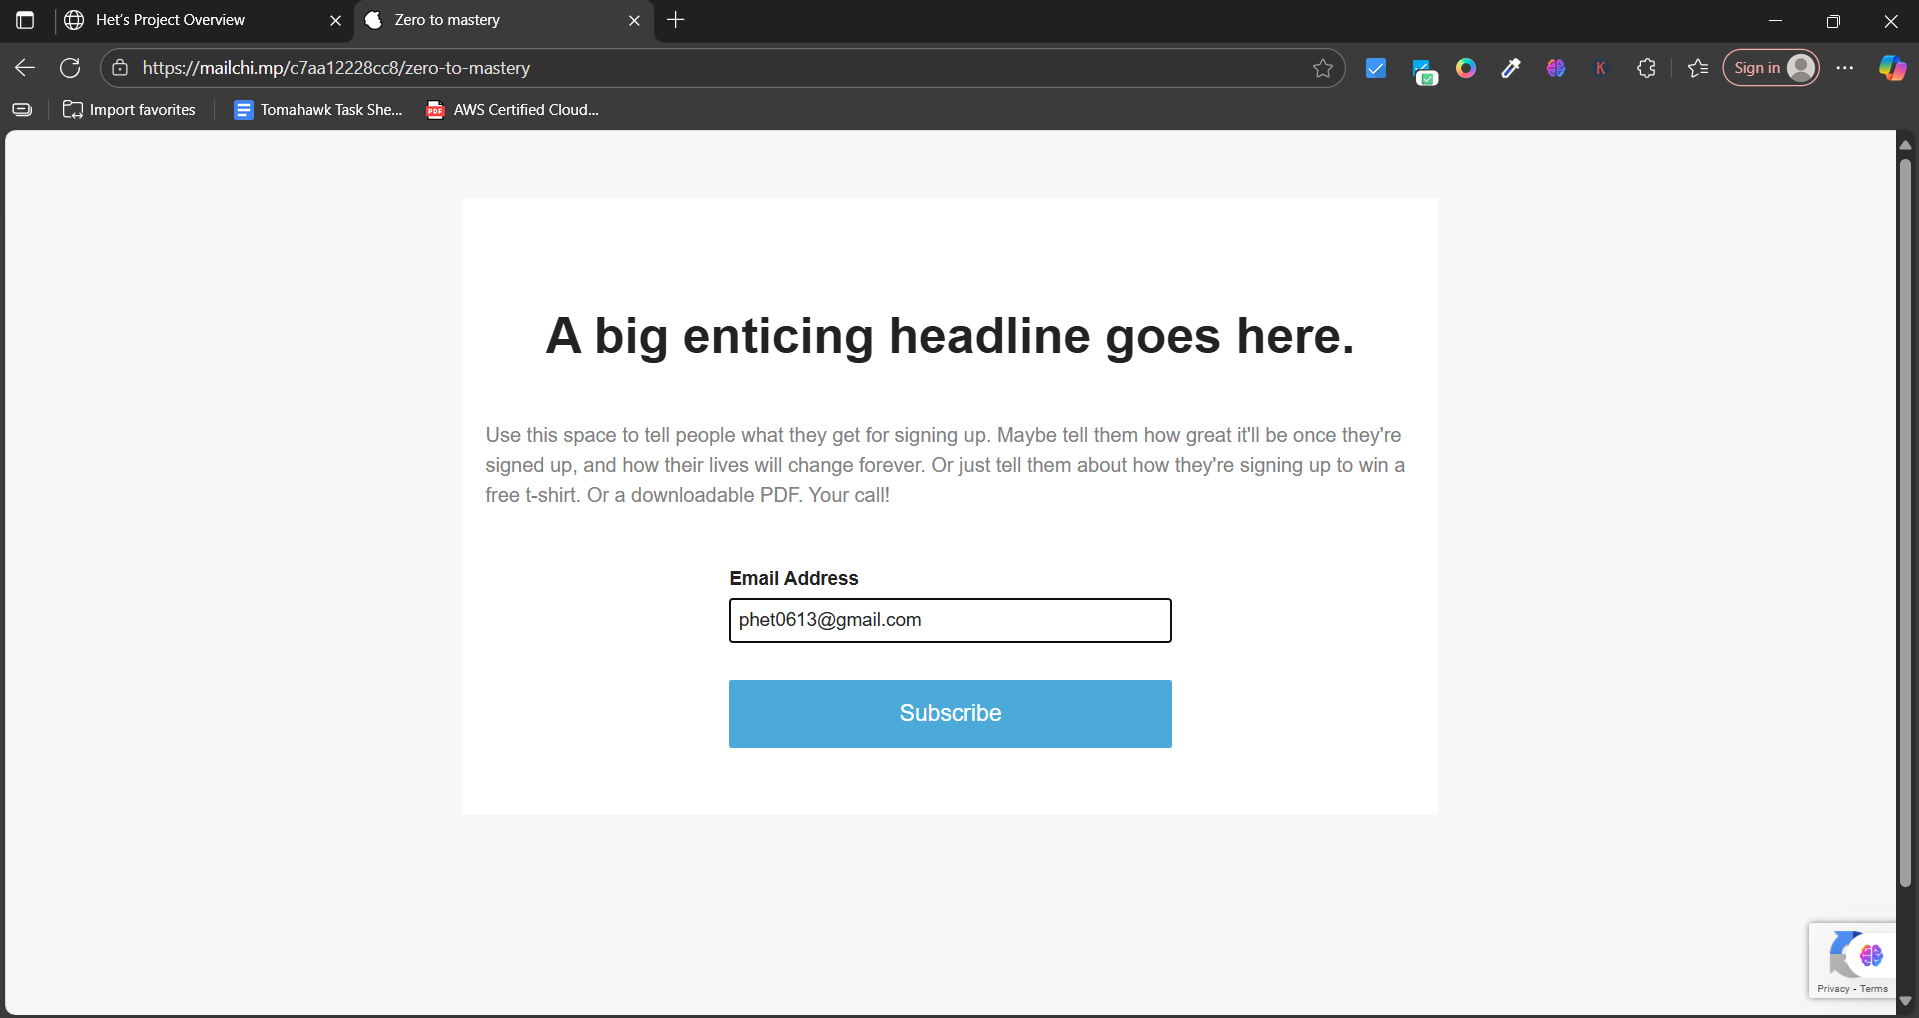 Het's Project Overview
Zero to mastery
https://mailchi.mp/c7aa12228cc8/zero-to-mastery
K
Sign in
Import favorites
Tomahawk Task She...
PDF
AWS Certified Cloud...
A big enticing headline goes here.
Use this space to tell people what they get for signing up. Maybe tell them how great it'll be once they're
signed up, and how their lives will change forever. Or just tell them about how they're signing up to win a
free t-shirt. Or a downloadable PDF. Your call!
Email Address
phet0613@gmail.com
Subscribe
Privacy - Terms